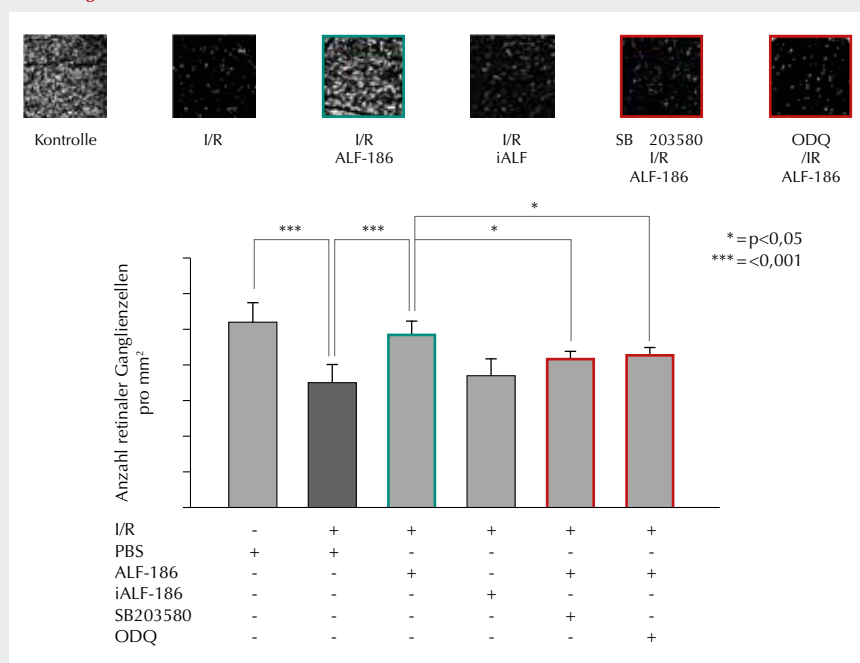 Kontrolle
I/R
I/R
ALF-186
I/R
iALF
SB 203580
I/R
ALF-186
ODQ
/IR
ALF-186
***
***
*
*
*=p<0,05
***=<0,001
Anzahl retinaler Ganglienzellen
pro mm²
I/R - + + + + +
PBS + + - - - -
ALF-186 - - + - + +
iALF-186 - - - + - -
SB203580 - - - - + -
ODQ - - - - - +